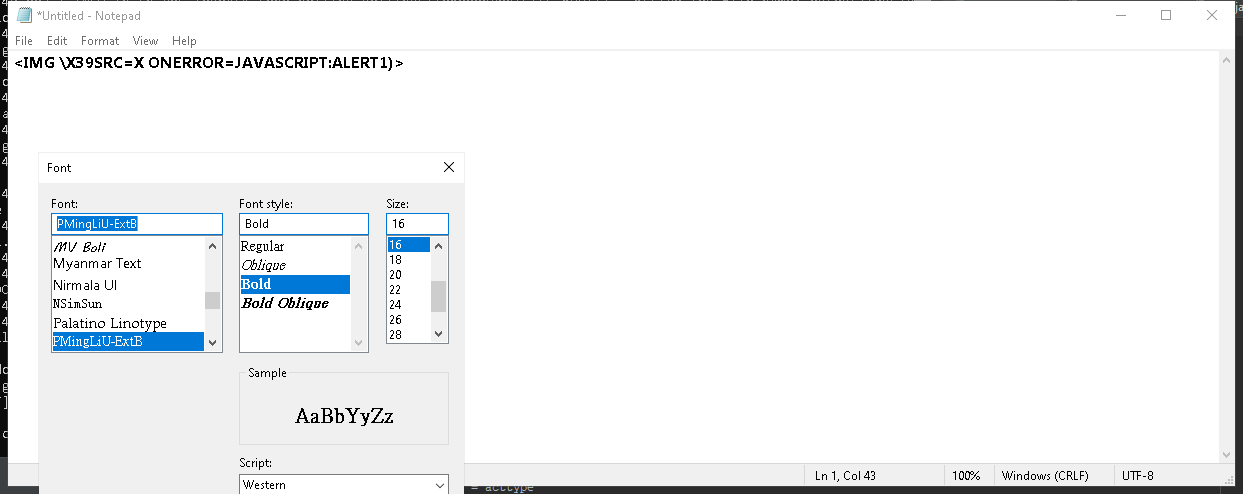 *Untitled - Notepad
File Edit Format View Help
<IMG \X39SRC=X ONERROR=JAVASCRIPT:ALERT1)>
Font
Font: Font style: Size:
PMingLiU-ExtB Bold 16
MV Boli Regular 16
Myanmar Text Oblique 18
Nirmala UI Bold 20
NSimSun Bold Oblique 22
Palatino Linotype 24
PMingLiU-ExtB 26
28
Sample
AaBbYyZz
Script:
Western
Ln 1, Col 43 100% Windows (CRLF) UTF-8
= acctype